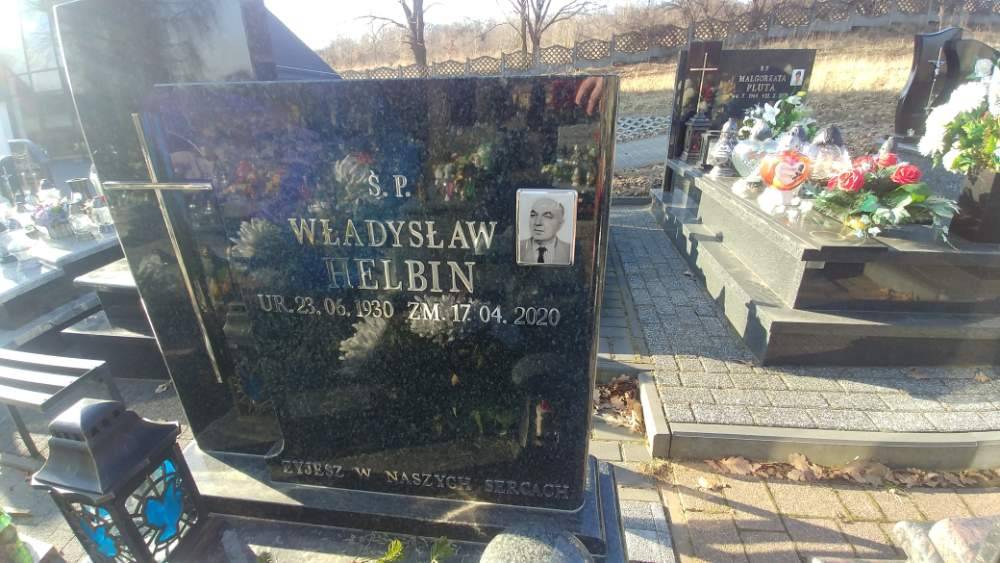 Ś. P.
WŁADYSŁAW
HELBIN
UR. 23. 06. 1930 ZM. 17 04. 2020
ŻYJESZ W NASZYCH SERCACH
Ś P
MAŁGORZATA
PLUTA